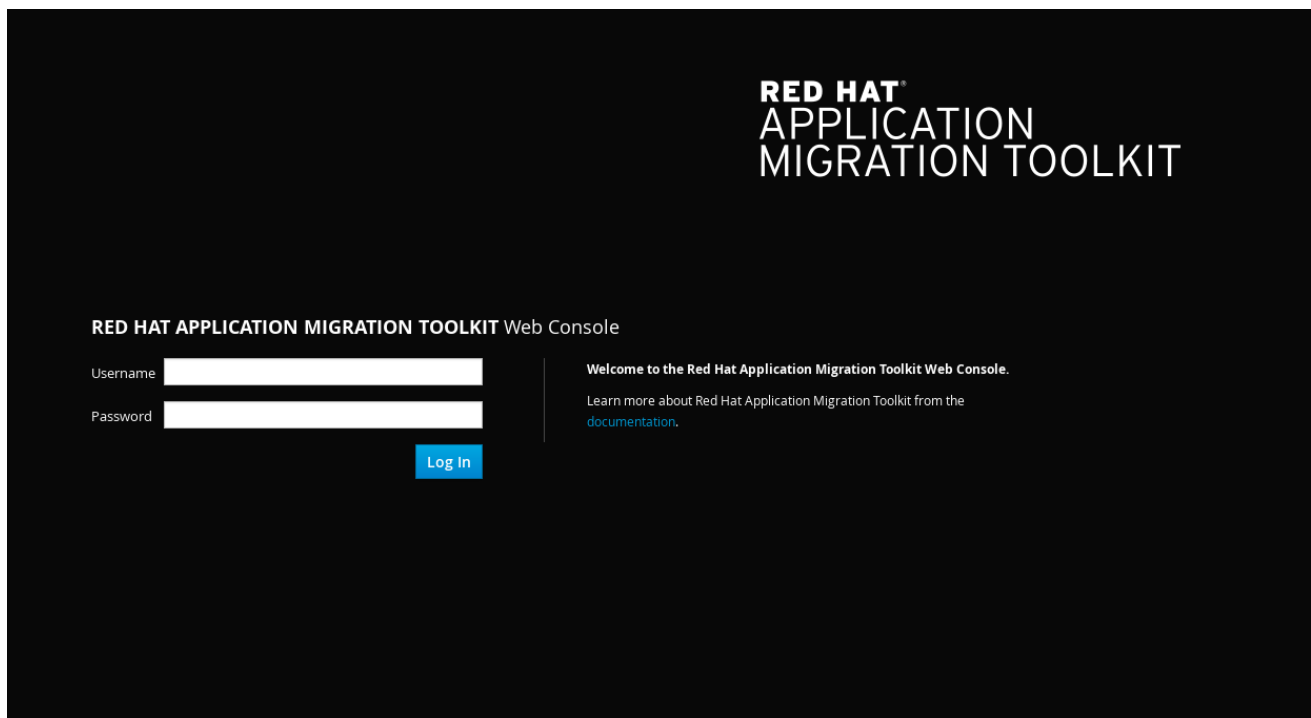 RED HAT®
APPLICATION
MIGRATION TOOLKIT
RED HAT APPLICATION MIGRATION TOOLKIT Web Console
Username
Password
Log In
Welcome to the Red Hat Application Migration Toolkit Web Console.
Learn more about Red Hat Application Migration Toolkit from the
documentation.